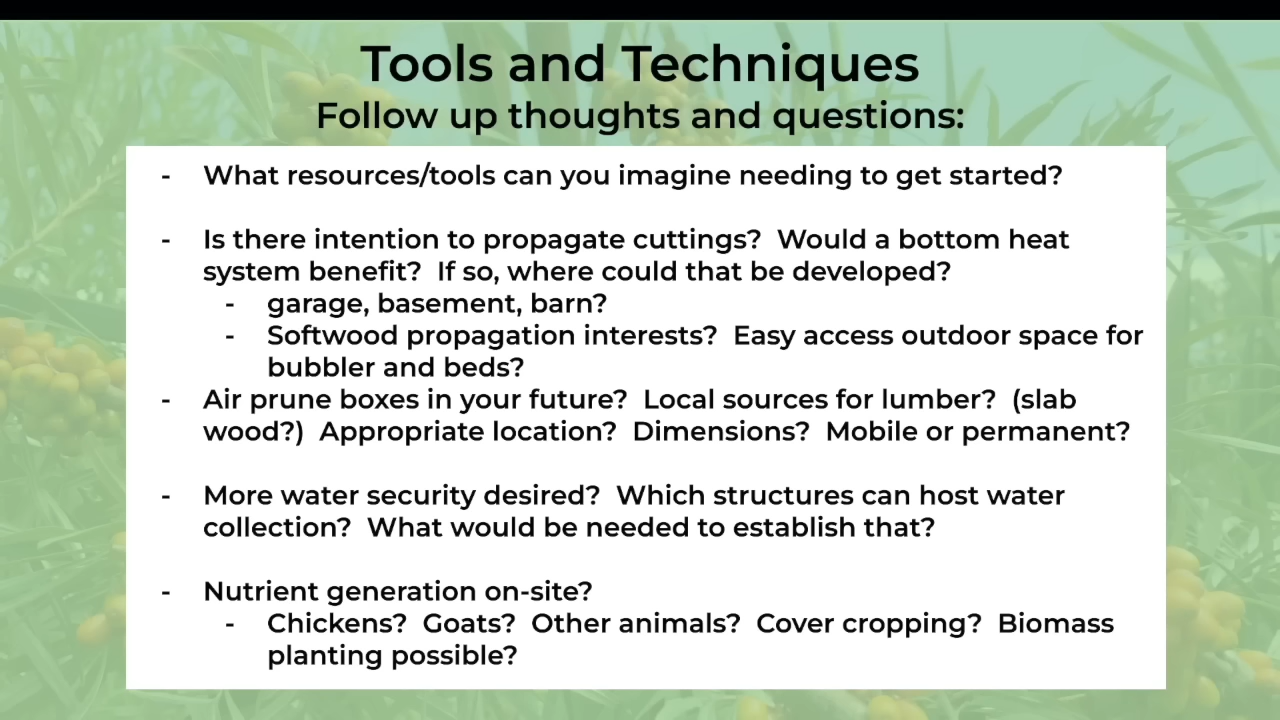 Tools and Techniques
Follow up thoughts and questions:
- What resources/tools can you imagine needing to get started?
- Is there intention to propagate cuttings?  Would a bottom heat
system benefit?  If so, where could that be developed?
- garage, basement, barn?
- Softwood propagation interests?  Easy access outdoor space for
bubbler and beds?
- Air prune boxes in your future?  Local sources for lumber?  (slab
wood?)  Appropriate location?  Dimensions?  Mobile or permanent?
- More water security desired?  Which structures can host water
collection?  What would be needed to establish that?
- Nutrient generation on-site?
- Chickens?  Goats?  Other animals?  Cover cropping?  Biomass
planting possible?